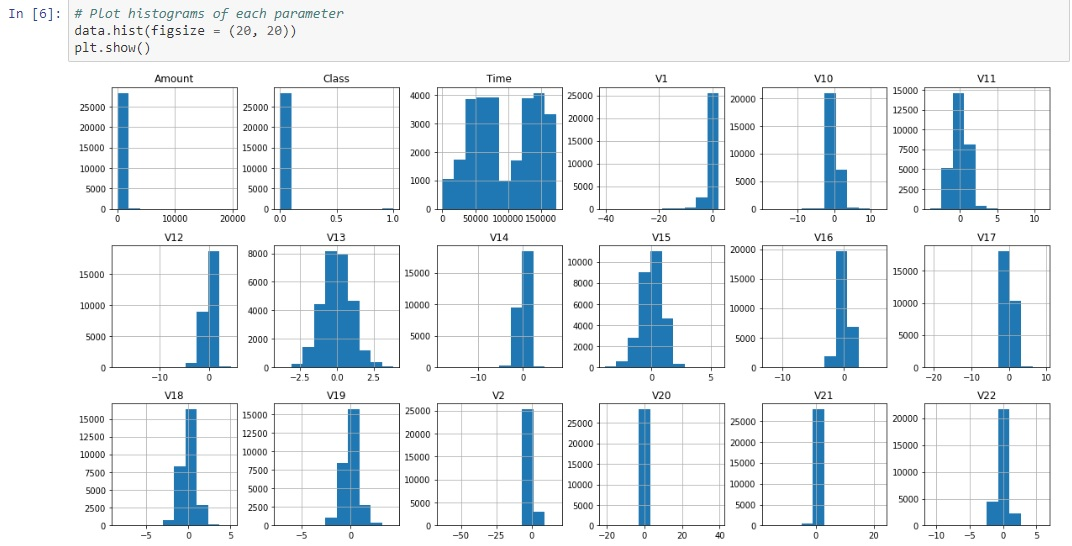 In [6]: # Plot histograms of each parameter
data.hist(figsize = (20, 20))
plt.show()
Amount Class Time V1 V10 V11
25000 20000 15000 10000 5000 0
0 10000 20000
25000 20000 15000 10000 5000 0
0.0 0.5 1.0
4000 3000 2000 1000 0
0 50000 100000 150000
25000 20000 15000 10000 5000 0
−40 −20 0
20000 15000 10000 5000 0
−10 0 10
15000 12500 10000 7500 5000 2500 0
0 5 10
V12 V13 V14 V15 V16 V17
15000 10000 5000 0
−10 0
8000 6000 4000 2000 0
−2.5 0.0 2.5
15000 10000 5000 0
−10 0
10000 8000 6000 4000 2000 0
0 5
20000 15000 10000 5000 0
−10 0
15000 10000 5000 0
−20 −10 0 10
V18 V19 V2 V20 V21 V22
15000 12500 10000 7500 5000 2500 0
−5 0 5
15000 12500 10000 7500 5000 2500 0
−5 0
25000 20000 15000 10000 5000 0
−50 −25 0
25000 20000 15000 10000 5000 0
−20 0 20 40
25000 20000 15000 10000 5000 0
0 20
20000 15000 10000 5000 0
−10 −5 0 5